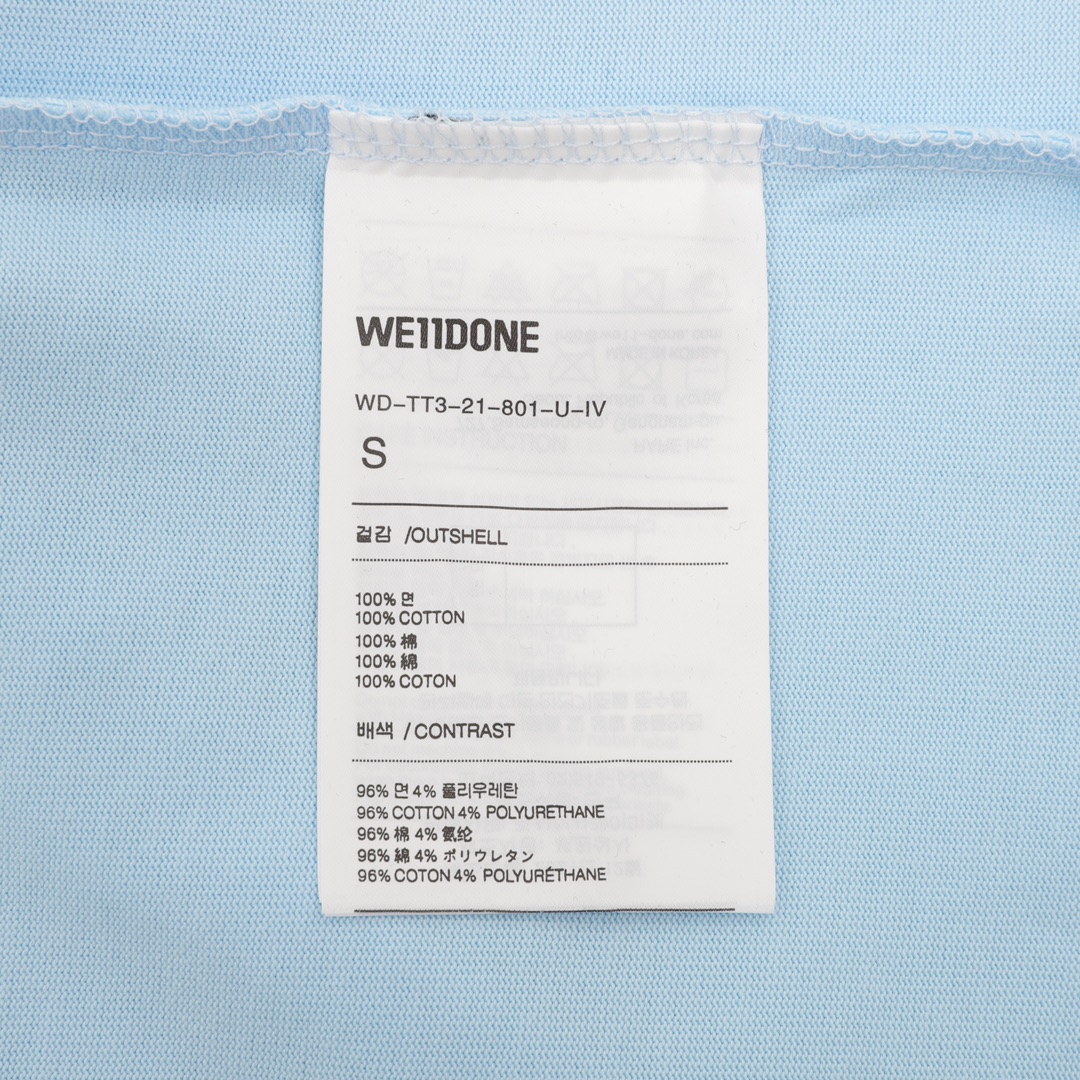 WE11DONE
WD-TT3-21-801-U-IV
S
겉감 /OUTSHELL
100% 면
100% COTTON
100% 棉
100% 綿
100% COTON
배색 /CONTRAST
96% 면 4% 폴리우레탄
96% COTTON 4% POLYURETHANE
96% 棉 4% 氨纶
96% 綿 4% ポリウレタン
96% COTON 4% POLYURÉTHANE